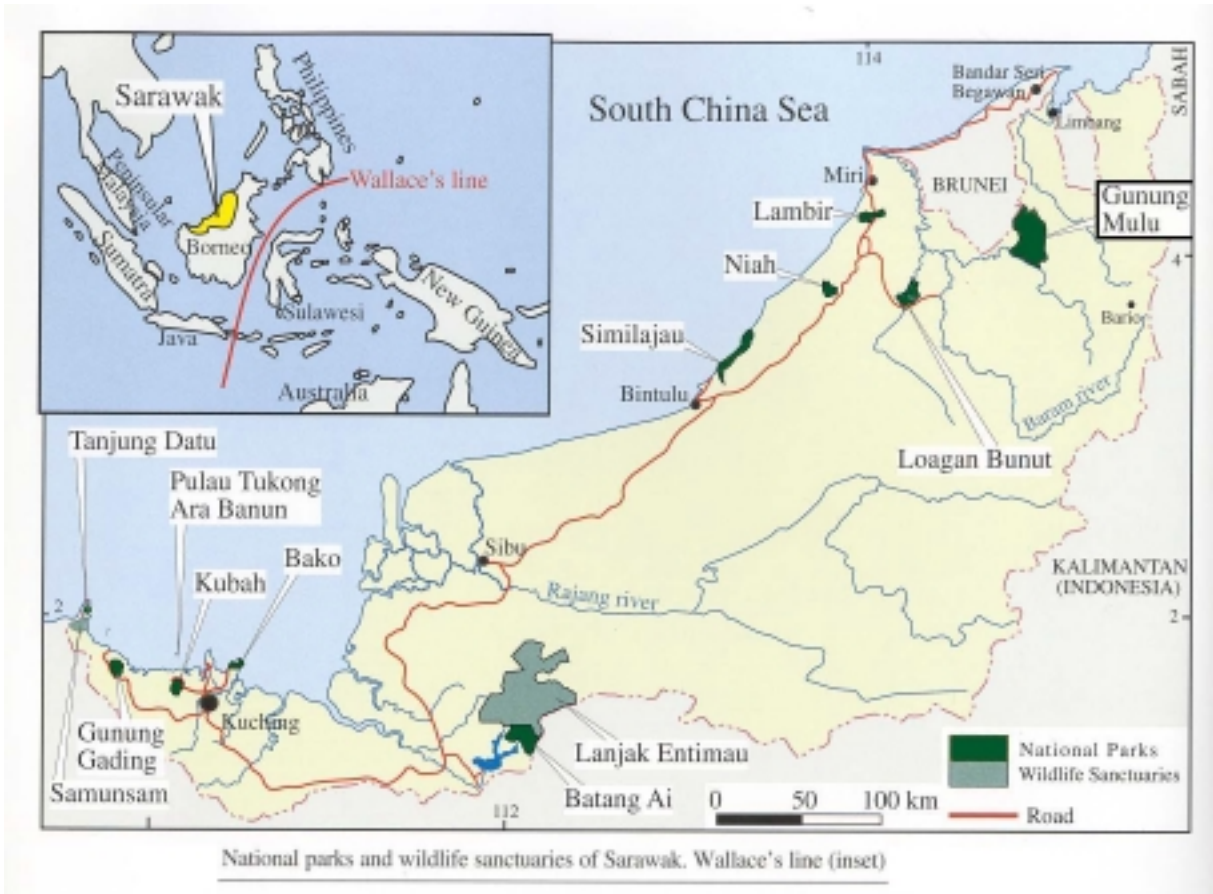 Philippines
Sarawak
Wallace's line
Peninsular
Malaysia
Borneo
Sumatra
Sulawesi
New Guinea
Java
Australia
South China Sea
114
SABAH
Bandar Seri
Begawan
Limbang
Miri
BRUNEI
Gunung
Mulu
Lambir
4
Niah
Bario
Similajau
Bintulu
Baram river
Loagan Bunut
Tanjung Datu
Pulau Tukong
Ara Banun
Sibu
Bako
Kubah
KALIMANTAN
(INDONESIA)
Rajang river
2
2
Kuching
Gunung
Gading
Samunsam
Lanjak Entimau
Batang Ai
National Parks
Wildlife Sanctuaries
0 50 100 km
Road
112
National parks and wildlife sanctuaries of Sarawak. Wallace's line (inset)